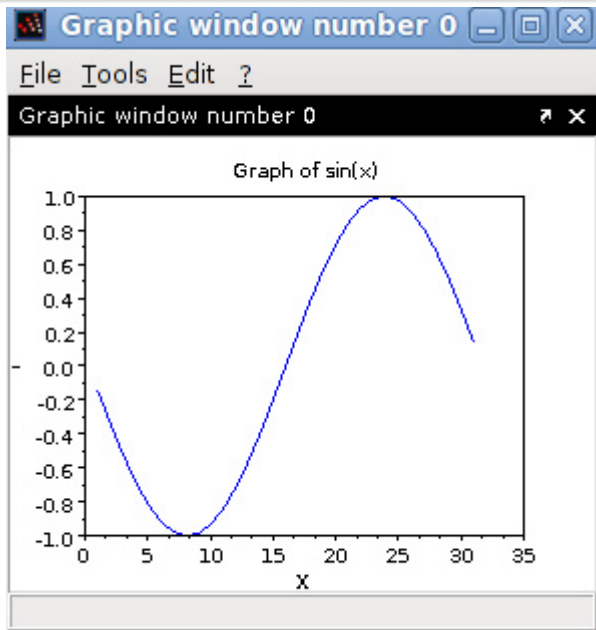 Graphic window number 0
File Tools Edit ?
Graphic window number 0
Graph of sin(x)
1.0
0.8
0.6
0.4
0.2
0.0
-0.2
-0.4
-0.6
-0.8
-1.0
0 5 10 15 20 25 30 35
X